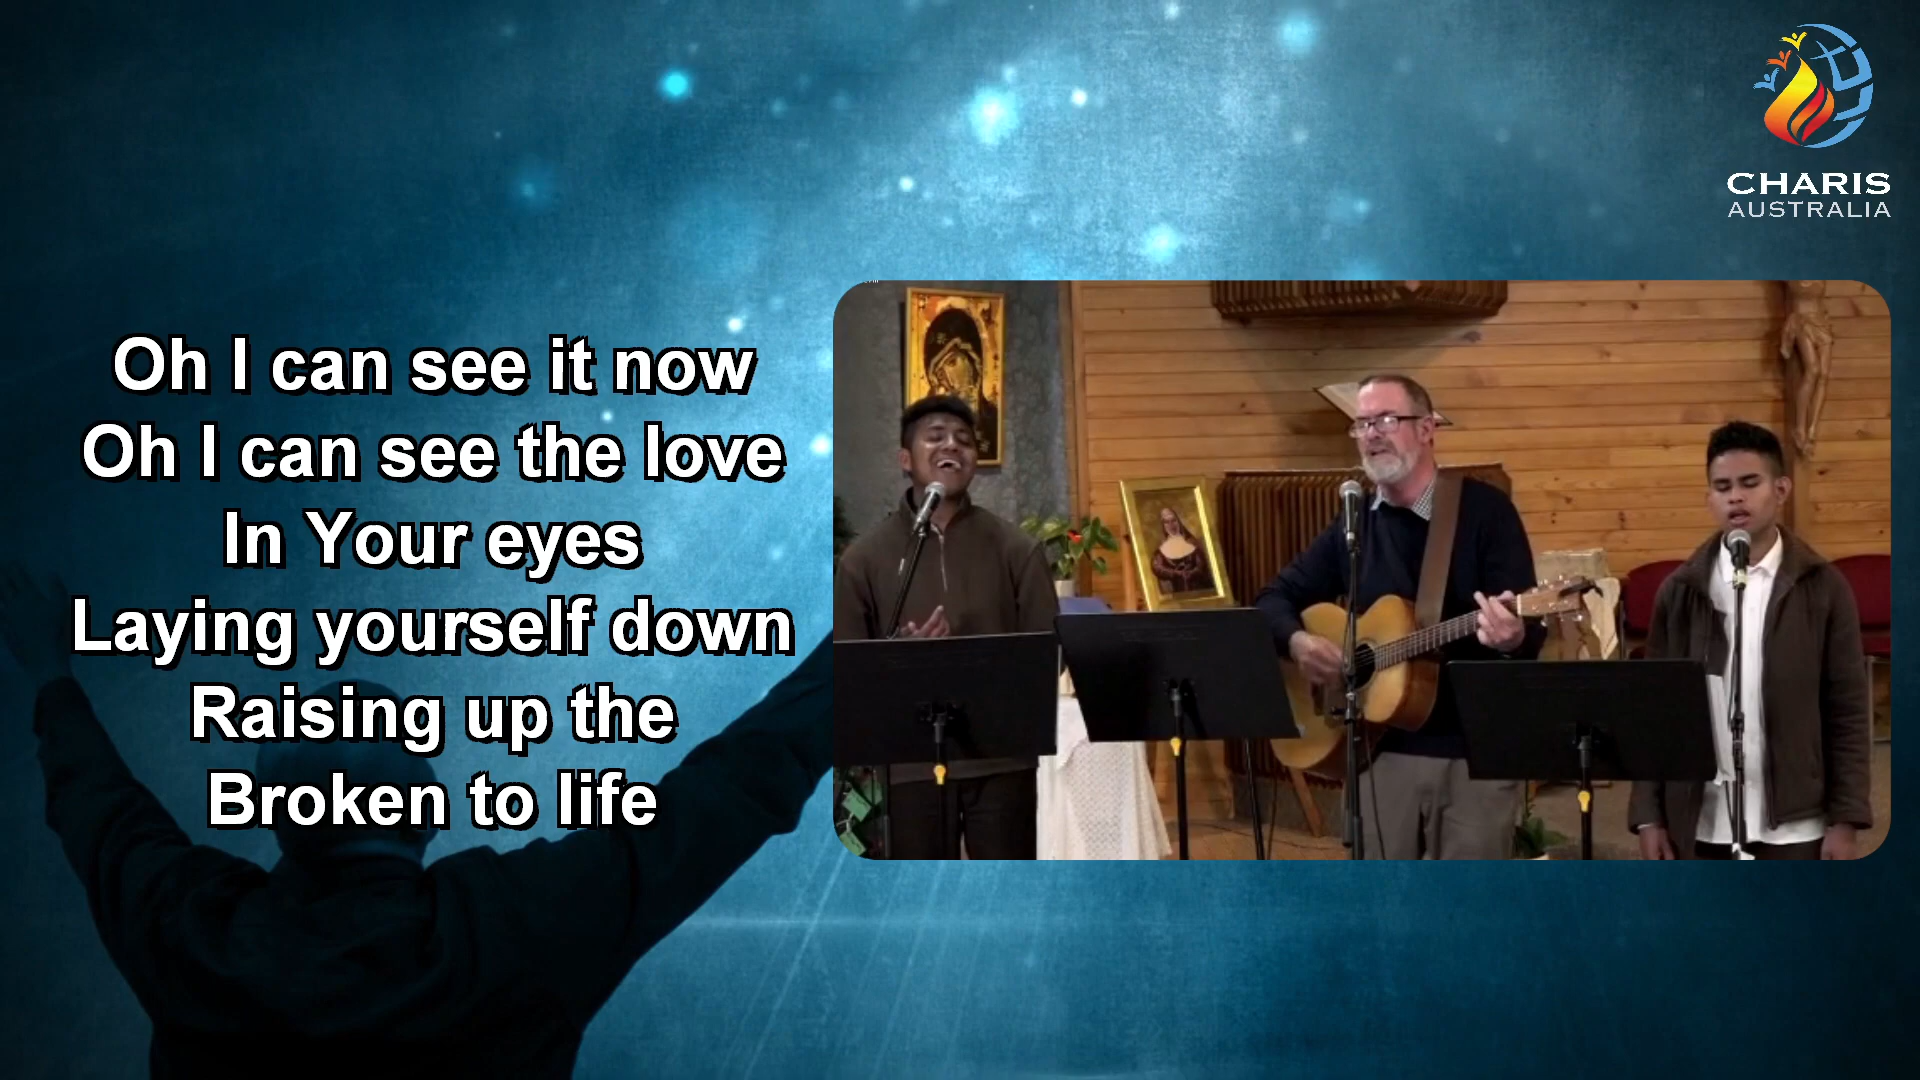 Oh I can see it now
Oh I can see the love
In Your eyes
Laying yourself down
Raising up the
Broken to life
CHARIS
AUSTRALIA